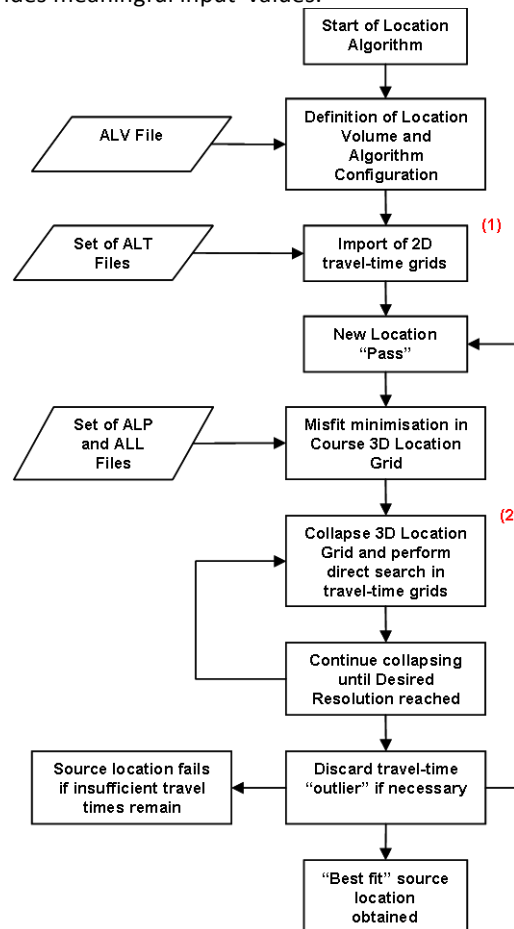 meaningful input values.
Start of Location
Algorithm
ALV File
Definition of Location
Volume and
Algorithm
Configuration
(1)
Set of ALT
Files
Import of 2D
travel-time grids
New Location
“Pass”
Set of ALP
and ALL
Files
Misfit minimisation in
Course 3D Location
Grid
(2
Collapse 3D Location
Grid and perform
direct search in
travel-time grids
Continue collapsing
until Desired
Resolution reached
Source location fails
if insufficient travel
times remain
Discard travel-time
“outlier” if necessary
“Best fit” source
location
obtained